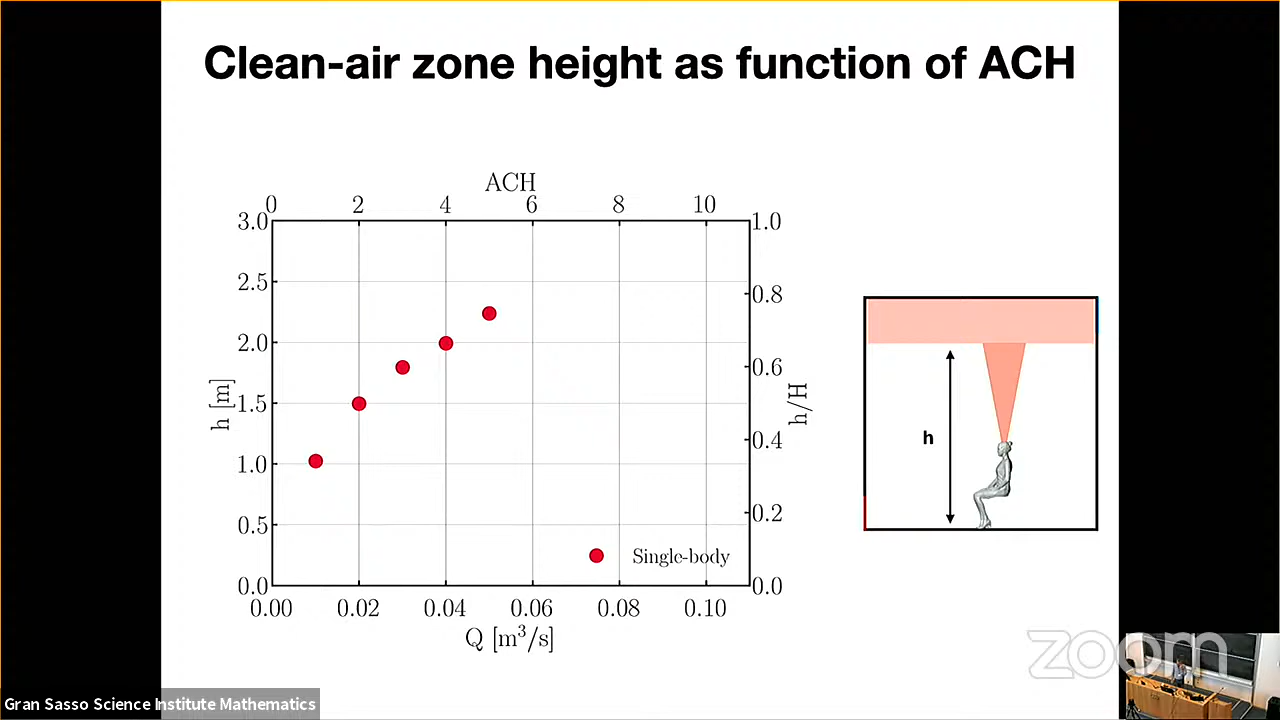 Clean-air zone height as function of ACH
ACH
0 2 4 6 8 10
3.0 1.0
2.5
0.8
2.0
0.6
h [m] 1.5 h/H
0.4
1.0
0.2
0.5
Single-body
0.0 0.0
0.00 0.02 0.04 0.06 0.08 0.10
Q [m³/s]
h
zoom
Gran Sasso Science Institute Mathematics